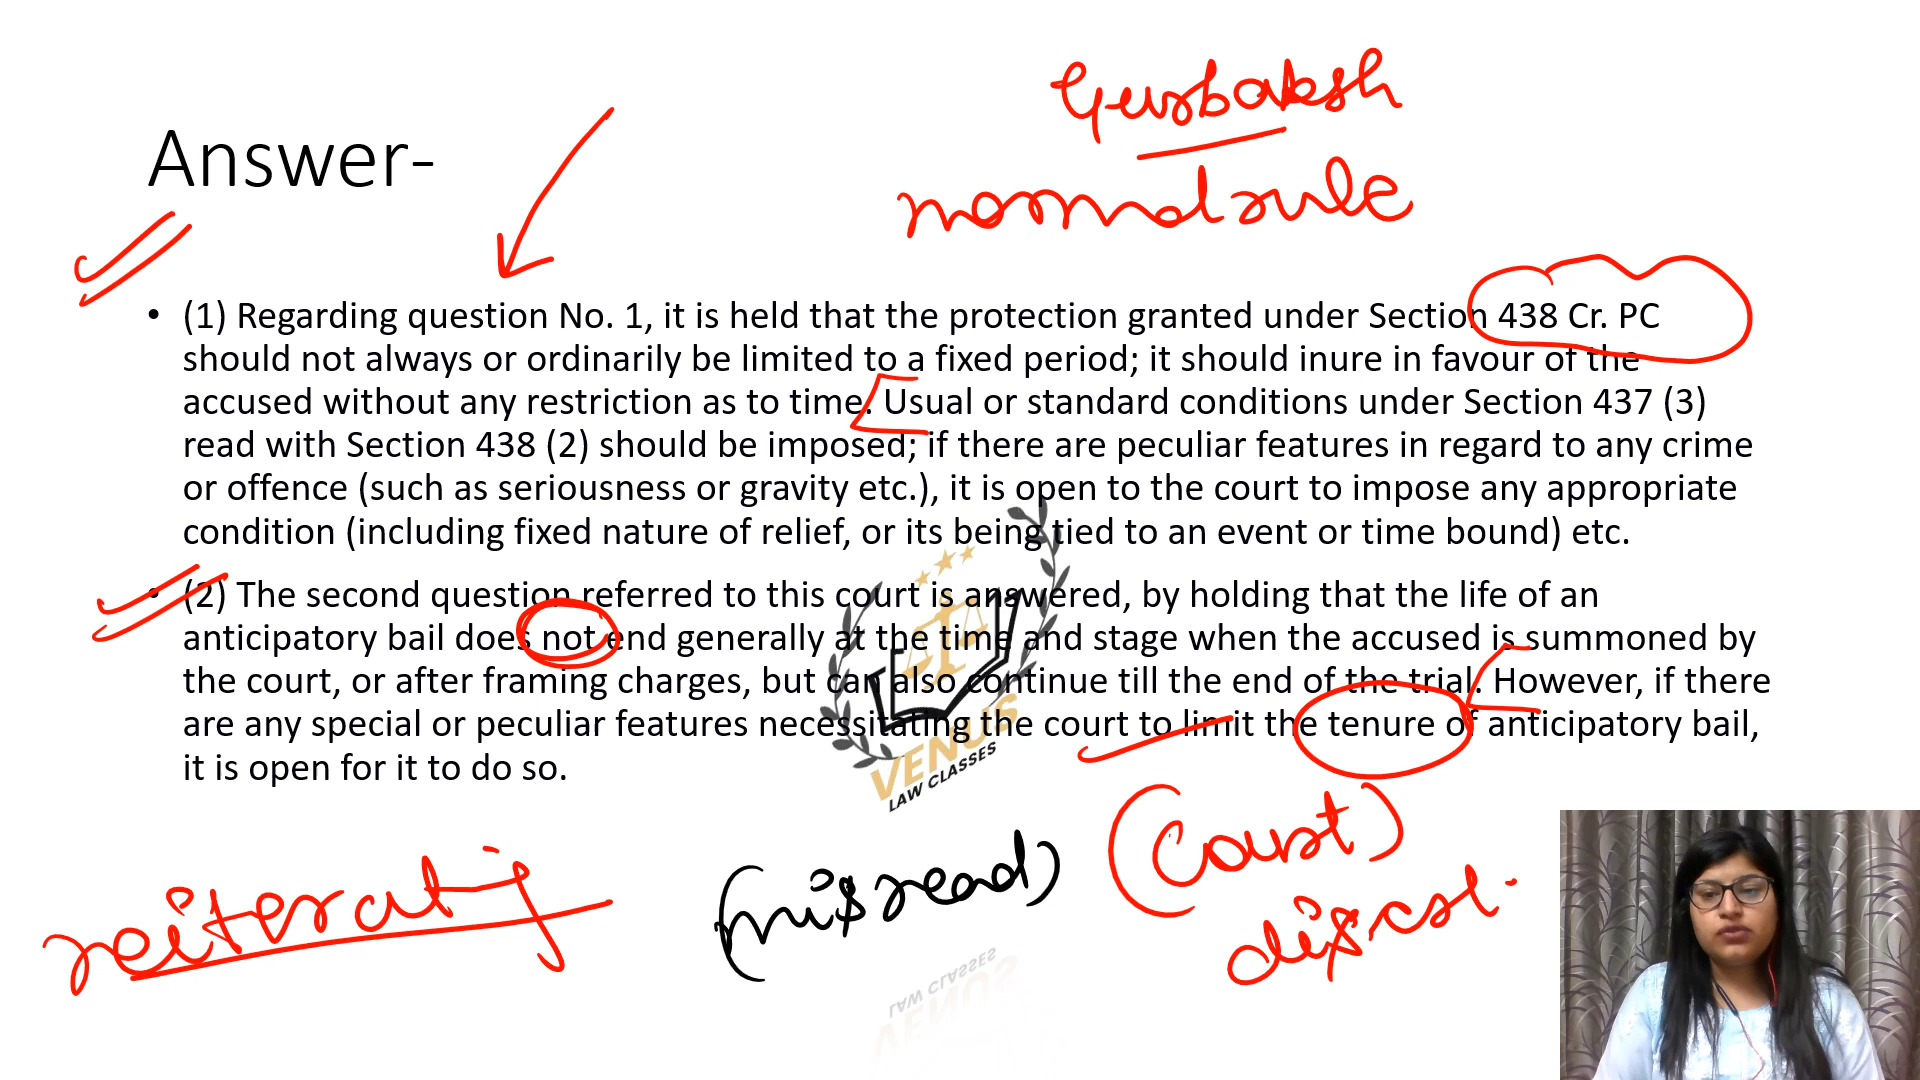 Gursbaksh
normal rule
Answer-
• (1) Regarding question No. 1, it is held that the protection granted under Section 438 Cr. PC
should not always or ordinarily be limited to a fixed period; it should inure in favour of the
accused without any restriction as to time. Usual or standard conditions under Section 437 (3)
read with Section 438 (2) should be imposed; if there are peculiar features in regard to any crime
or offence (such as seriousness or gravity etc.), it is open to the court to impose any appropriate
condition (including fixed nature of relief, or its being tied to an event or time bound) etc.
• (2) The second question referred to this court is answered, by holding that the life of an
anticipatory bail does not end generally at the time and stage when the accused is summoned by
the court, or after framing charges, but can also continue till the end of the trial. However, if there
are any special or peculiar features necessitating the court to limit the tenure of anticipatory bail,
it is open for it to do so.
VENUS
LAW CLASSES
(Court)
(misread)
reiterating
LAW CLASSES
VENUS